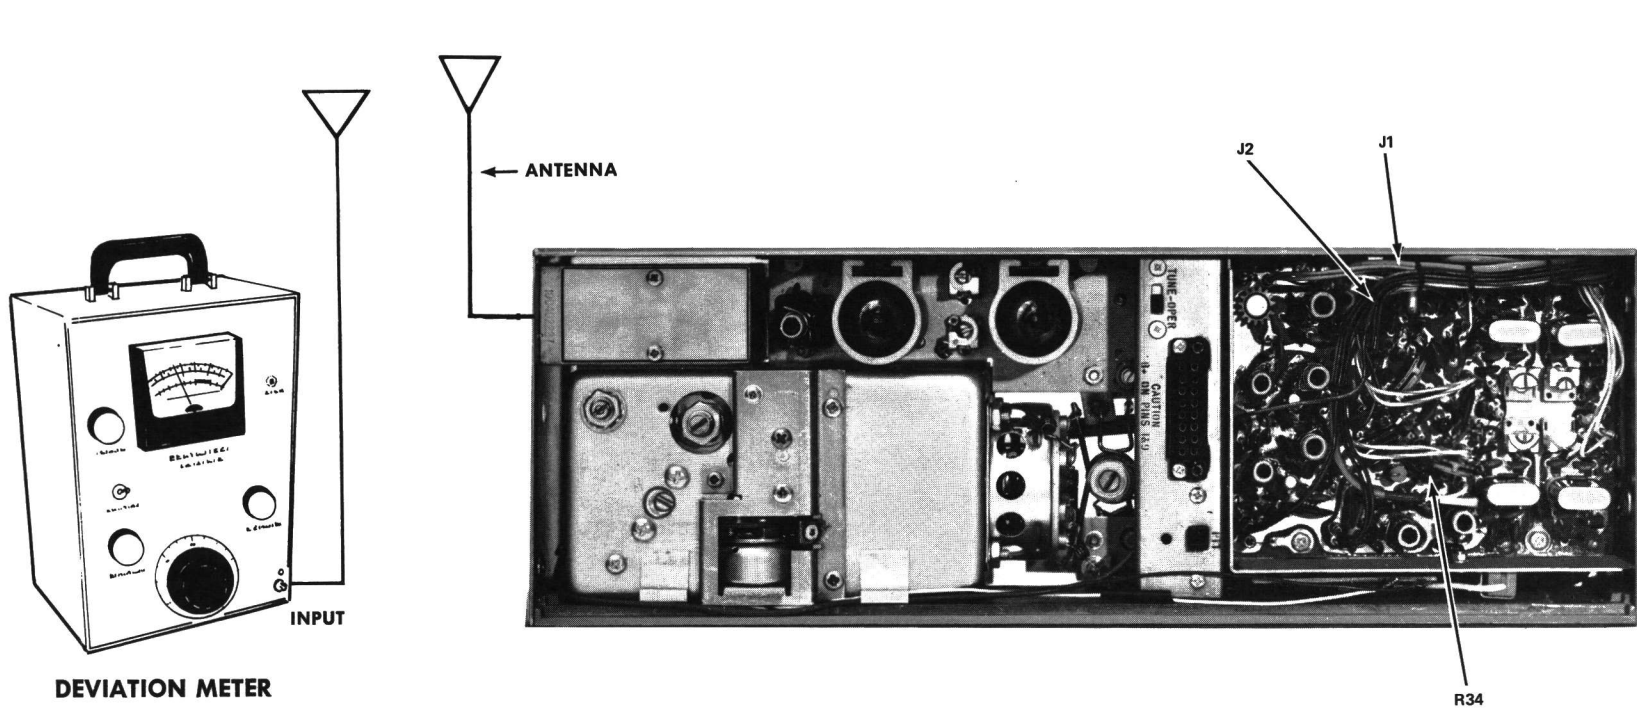 J1
J2
ANTENNA
TUNE-OPER
CAUTION
B+ ON PINS
INPUT
DEVIATION METER
R34